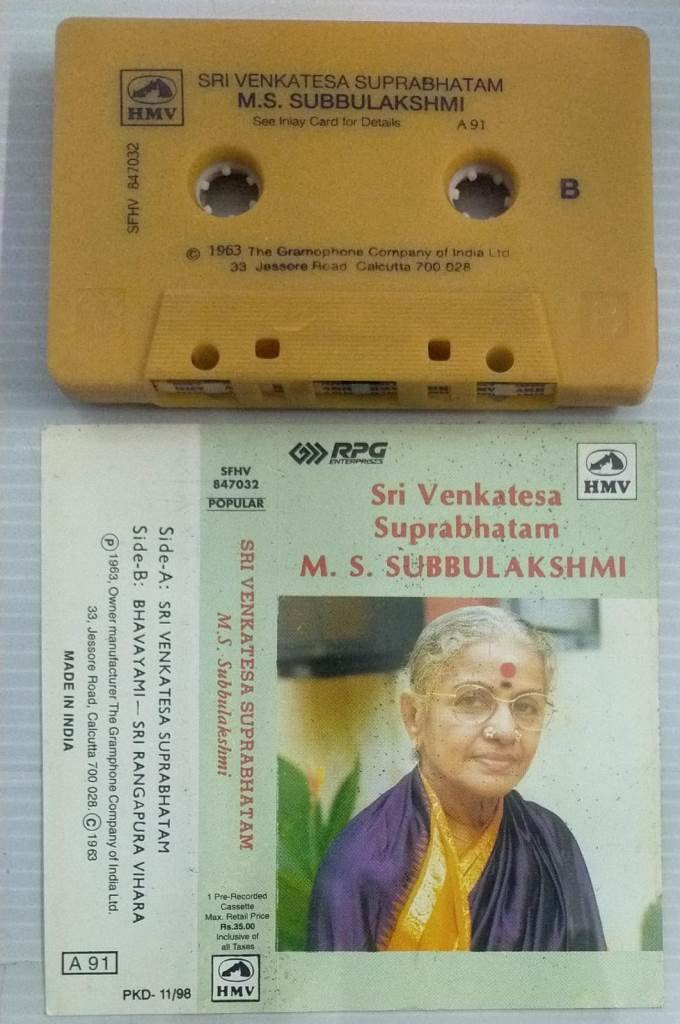 HMV
SRI VENKATESA SUPRABHATAM
M.S. SUBBULAKSHMI
See Inlay Card for Details
A 91
SFHV 847032
B
© 1963 The Gramophone Company of India Ltd
33 Jessore Road Calcutta 700 028
RPG
ENTERPRISES
HMV
Sri Venkatesa
Suprabhatam
M. S. SUBBULAKSHMI
SFHV
847032
POPULAR
SRI VENKATESA SUPRABHATAM
M.S. Subbulakshmi
1 Pre-Recorded
Cassette
Max. Retail Price
Rs.35.00
Inclusive of
all Taxes
HMV
Side-A: SRI VENKATESA SUPRABHATAM
Side-B: BHAVAYAMI — SRI RANGAPURA VIHARA
Ⓟ 1963, Owner manufacturer The Gramphone Company of India Ltd.
33, Jessore Road, Calcutta 700 028. Ⓒ 1963
MADE IN INDIA
A 91
PKD- 11/98